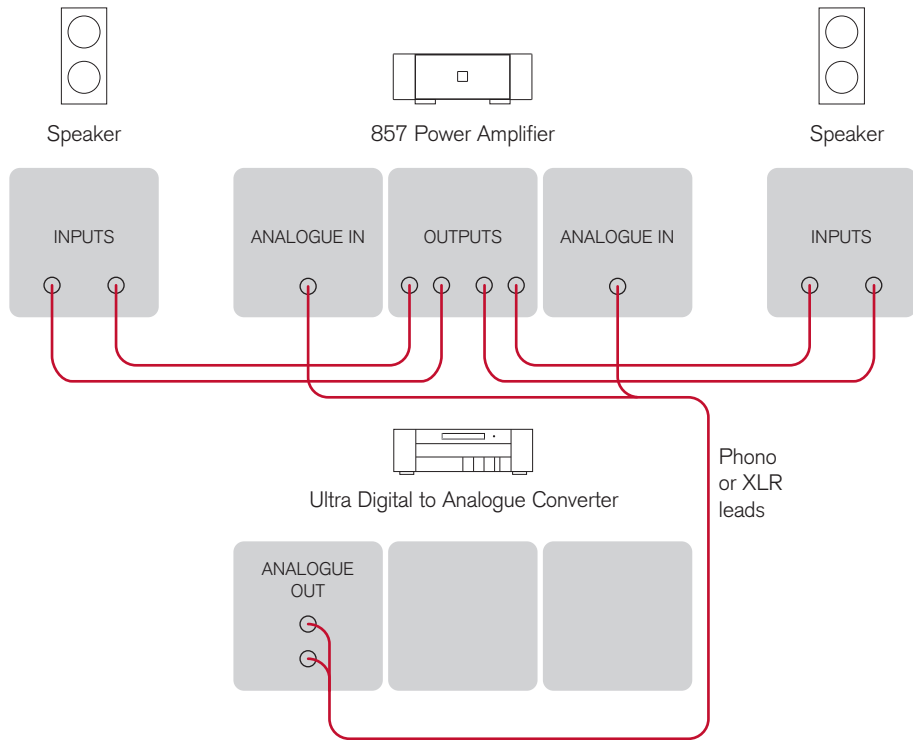 Speaker
857 Power Amplifier
Speaker
INPUTS
ANALOGUE IN
OUTPUTS
ANALOGUE IN
INPUTS
Phono
or XLR
leads
Ultra Digital to Analogue Converter
ANALOGUE
OUT